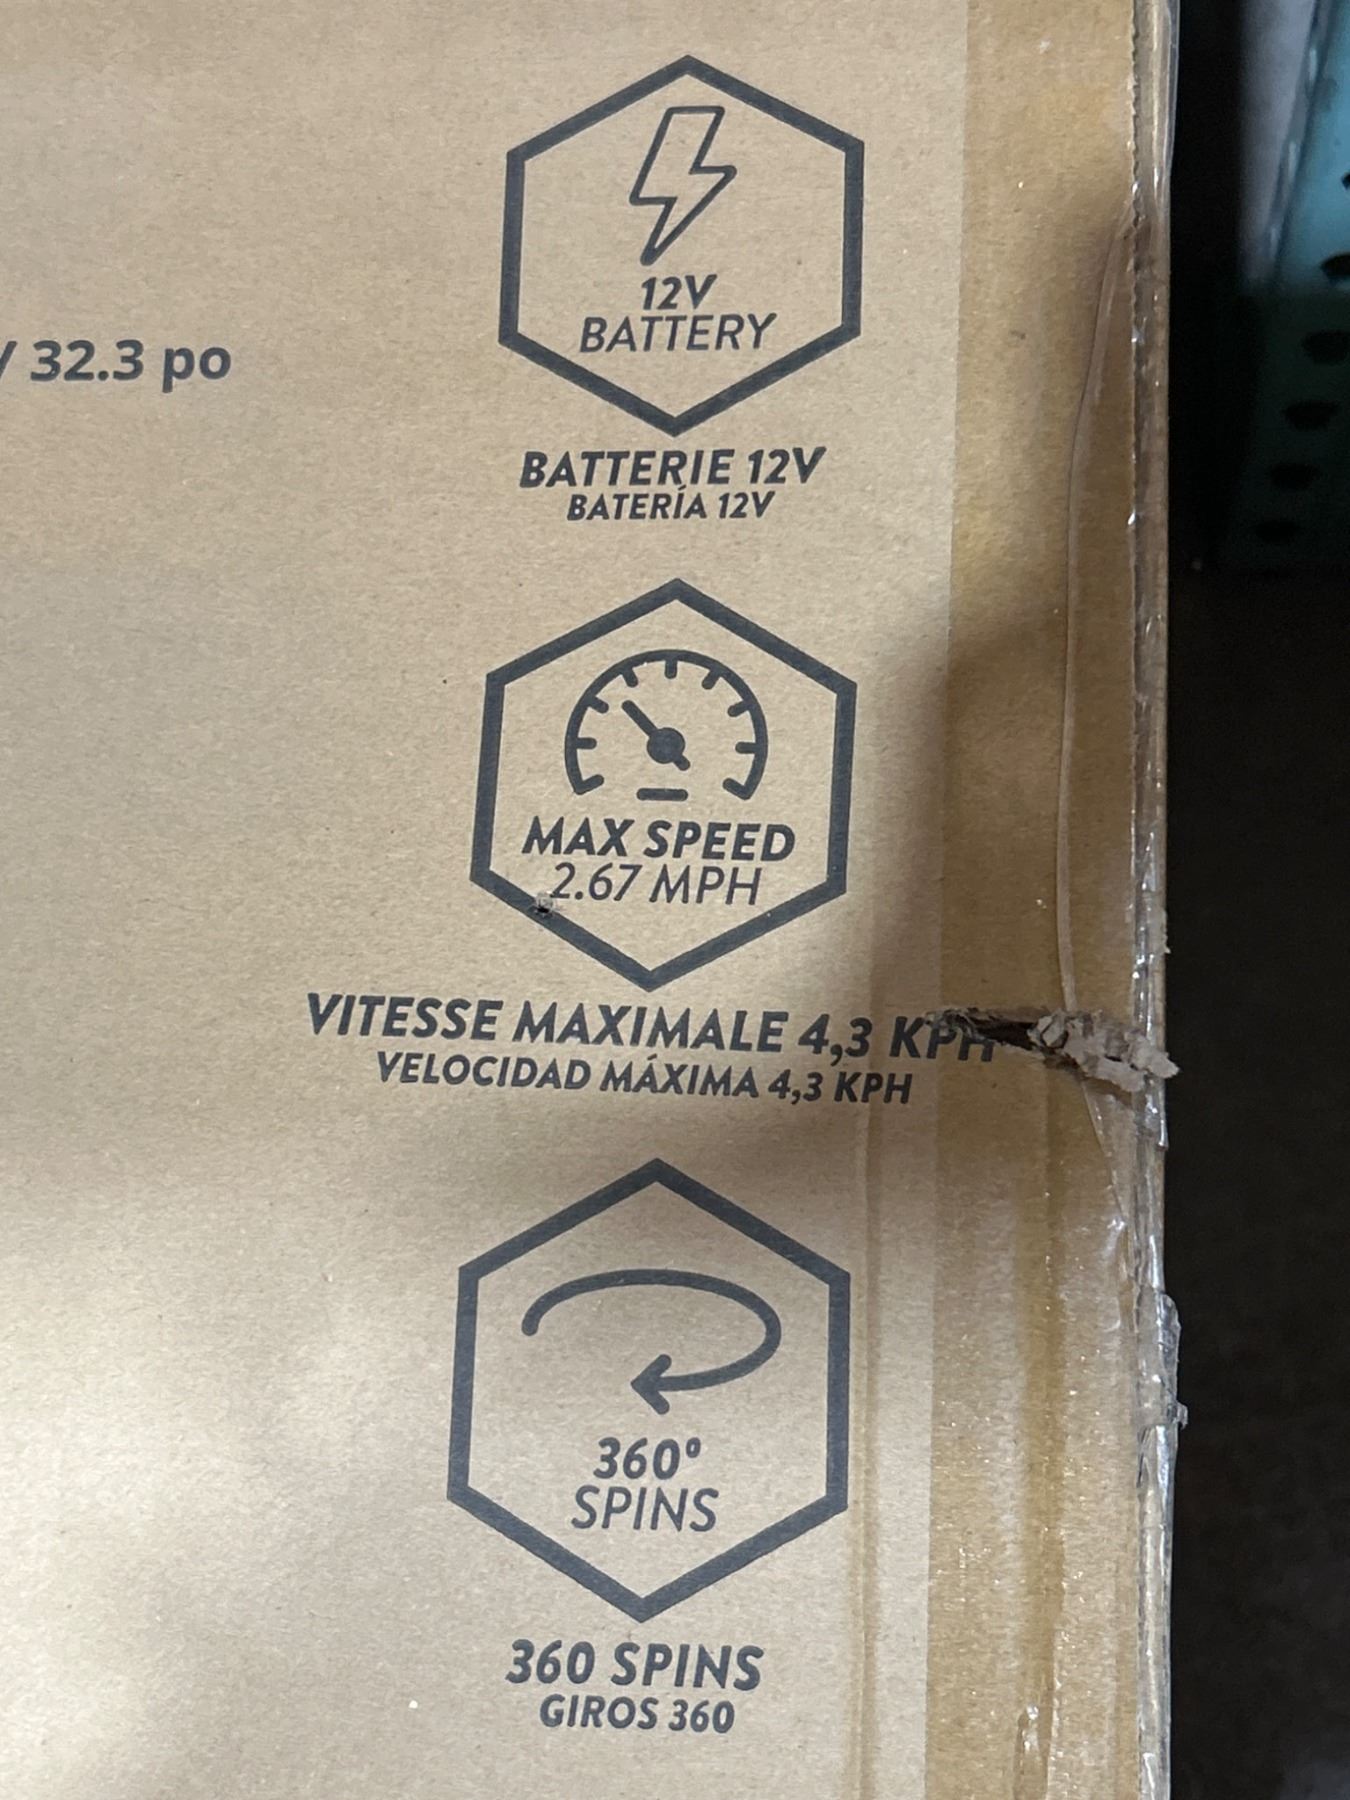 12V
BATTERY
/ 32.3 po
BATTERIE 12V
BATERÍA 12V
MAX SPEED
2.67 MPH
VITESSE MAXIMALE 4,3 KPH
VELOCIDAD MÁXIMA 4,3 KPH
360°
SPINS
360 SPINS
GIROS 360